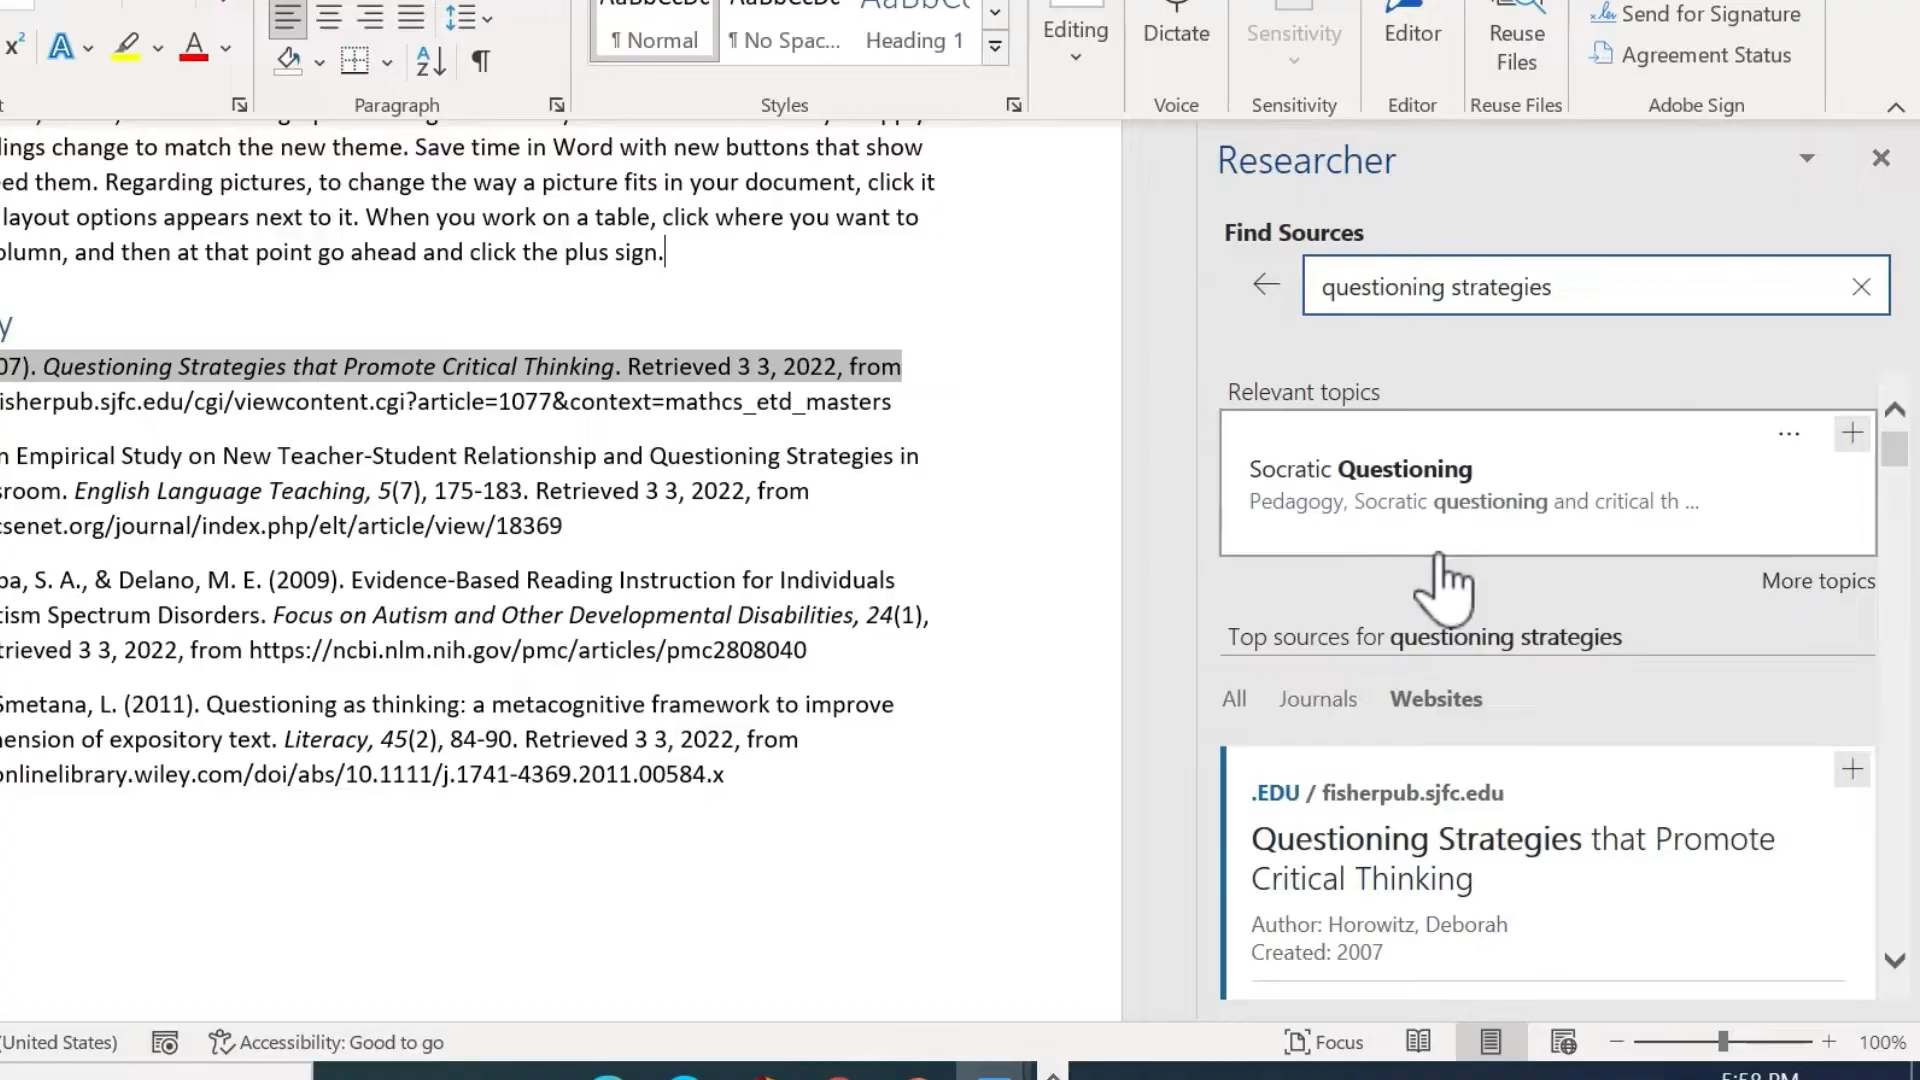 AaBbCcDc AaBbCcDc AaBbCc
x² A A
¶ Normal ¶ No Spac... Heading 1
Editing Dictate Sensitivity Editor Reuse Files
Send for Signature
Agreement Status
Paragraph Styles Voice Sensitivity Editor Reuse Files Adobe Sign
lings change to match the new theme. Save time in Word with new buttons that show
eed them. Regarding pictures, to change the way a picture fits in your document, click it
layout options appears next to it. When you work on a table, click where you want to
olumn, and then at that point go ahead and click the plus sign.
y
07). Questioning Strategies that Promote Critical Thinking. Retrieved 3 3, 2022, from
isherpub.sjfc.edu/cgi/viewcontent.cgi?article=1077&context=mathcs_etd_masters
n Empirical Study on New Teacher-Student Relationship and Questioning Strategies in
sroom. English Language Teaching, 5(7), 175-183. Retrieved 3 3, 2022, from
csenet.org/journal/index.php/elt/article/view/18369
ba, S. A., & Delano, M. E. (2009). Evidence-Based Reading Instruction for Individuals
tism Spectrum Disorders. Focus on Autism and Other Developmental Disabilities, 24(1),
trieved 3 3, 2022, from https://ncbi.nlm.nih.gov/pmc/articles/pmc2808040
Smetana, L. (2011). Questioning as thinking: a metacognitive framework to improve
hension of expository text. Literacy, 45(2), 84-90. Retrieved 3 3, 2022, from
onlinelibrary.wiley.com/doi/abs/10.1111/j.1741-4369.2011.00584.x
Researcher
Find Sources
questioning strategies
Relevant topics
Socratic Questioning
Pedagogy, Socratic questioning and critical th ...
More topics
Top sources for questioning strategies
All Journals Websites
.EDU / fisherpub.sjfc.edu
Questioning Strategies that Promote
Critical Thinking
Author: Horowitz, Deborah
Created: 2007
(United States) Accessibility: Good to go Focus 100%
5:58 PM